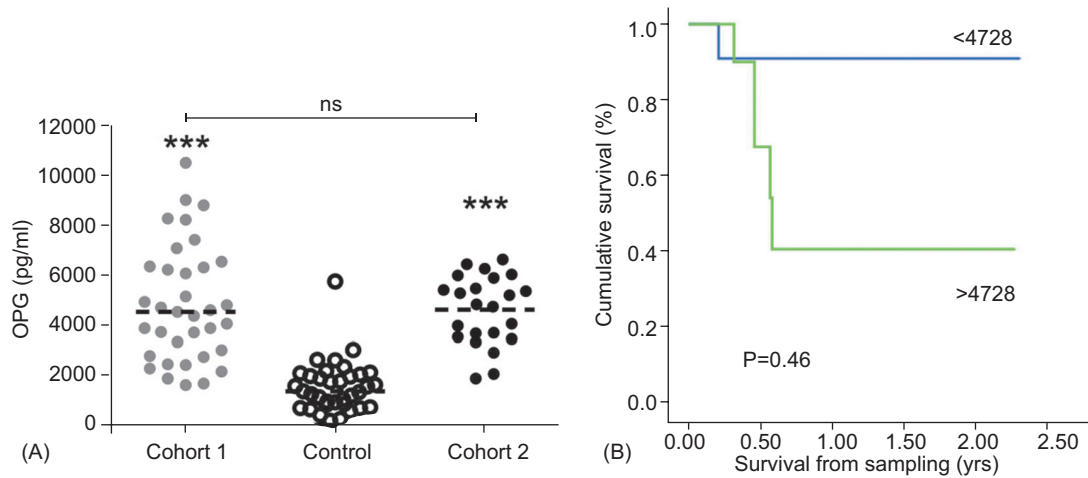 ns
12000
***
10000
***
8000
6000
4000
2000
0
OPG (pg/ml)
Cohort 1
Control
Cohort 2
(A)
1.0
0.8
0.6
0.4
0.2
0.0
Cumulative survival (%)
<4728
>4728
P=0.46
0.00
0.50
1.00
1.50
2.00
2.50
Survival from sampling (yrs)
(B)